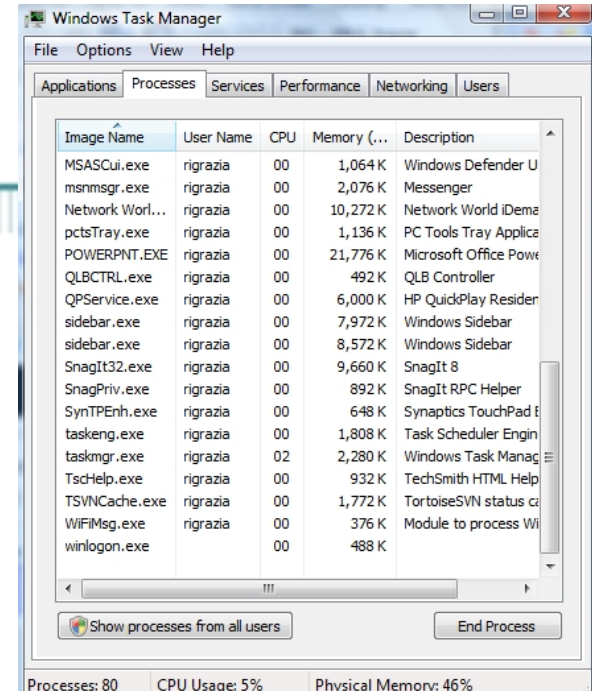 Windows Task Manager
File Options View Help
Applications Processes Services Performance Networking Users
Image Name User Name CPU Memory (... Description
MSASCui.exe rigrazia 00 1,064 K Windows Defender U
msnmsgr.exe rigrazia 00 2,076 K Messenger
Network Worl... rigrazia 00 10,272 K Network World iDema
pctsTray.exe rigrazia 00 1,136 K PC Tools Tray Applica
POWERPNT.EXE rigrazia 00 21,776 K Microsoft Office Powe
QLBCTRL.exe rigrazia 00 492 K QLB Controller
QPService.exe rigrazia 00 6,000 K HP QuickPlay Residen
sidebar.exe rigrazia 00 7,972 K Windows Sidebar
sidebar.exe rigrazia 00 8,572 K Windows Sidebar
SnagIt32.exe rigrazia 00 9,660 K SnagIt 8
SnagPriv.exe rigrazia 00 892 K SnagIt RPC Helper
SynTPEnh.exe rigrazia 00 648 K Synaptics TouchPad E
taskeng.exe rigrazia 00 1,808 K Task Scheduler Engin
taskmgr.exe rigrazia 02 2,280 K Windows Task Manag
TscHelp.exe rigrazia 00 932 K TechSmith HTML Help
TSVNCache.exe rigrazia 00 1,772 K TortoiseSVN status ca
WiFiMsg.exe rigrazia 00 376 K Module to process Wi
winlogon.exe 00 488 K
Show processes from all users End Process
Processes: 80 CPU Usage: 5% Physical Memory: 46%